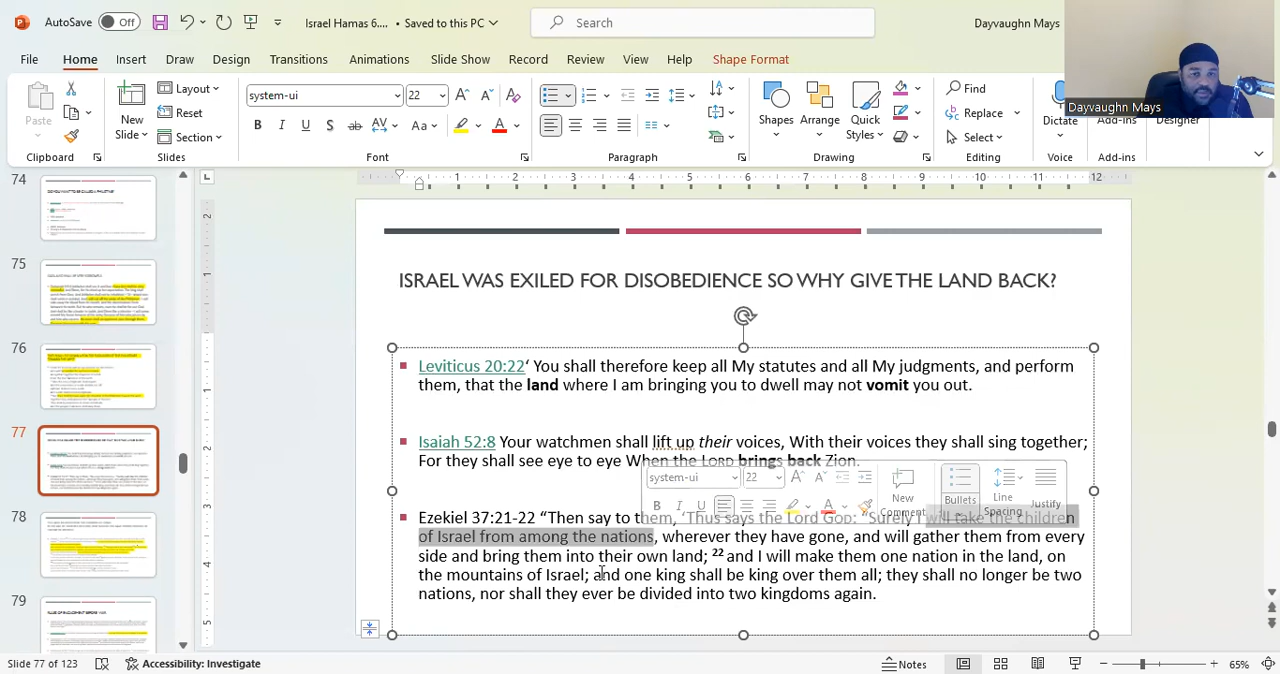 AutoSave Off Israel Hamas 6.... • Saved to this PC Search Dayvaughn Mays
File Home Insert Draw Design Transitions Animations Slide Show Record Review View Help Shape Format
Dayvaughn Mays
Paste New Slide Layout Reset Section system-ui 22 Shapes Arrange Quick Styles Find Replace Select Dictate Add-ins Designer
Clipboard Slides Font Paragraph Drawing Editing Voice Add-ins
74
75
76
77
78
79
ISRAEL WAS EXILED FOR DISOBEDIENCE SO WHY GIVE THE LAND BACK?
You shall therefore keep all My statutes and all My judgments, and perform
them, that the land where I am bringing you to dwell may not vomit you out.
Isaiah 52:8 Your watchmen shall lift up their voices, With their voices they shall sing together;
For they shall see eye to eye When the Lord brings back Zion.
system-ui 22 New Comment Bullets Line Spacing Justify
Ezekiel 37:21-22 "Then say to them, 'Thus says the Lord God: "Surely I will take the children
of Israel from among the nations, wherever they have gone, and will gather them from every
side and bring them into their own land; 22 and I will make them one nation in the land, on
the mountains of Israel; and one king shall be king over them all; they shall no longer be two
nations, nor shall they ever be divided into two kingdoms again.
Slide 77 of 123 Accessibility: Investigate Notes 65%